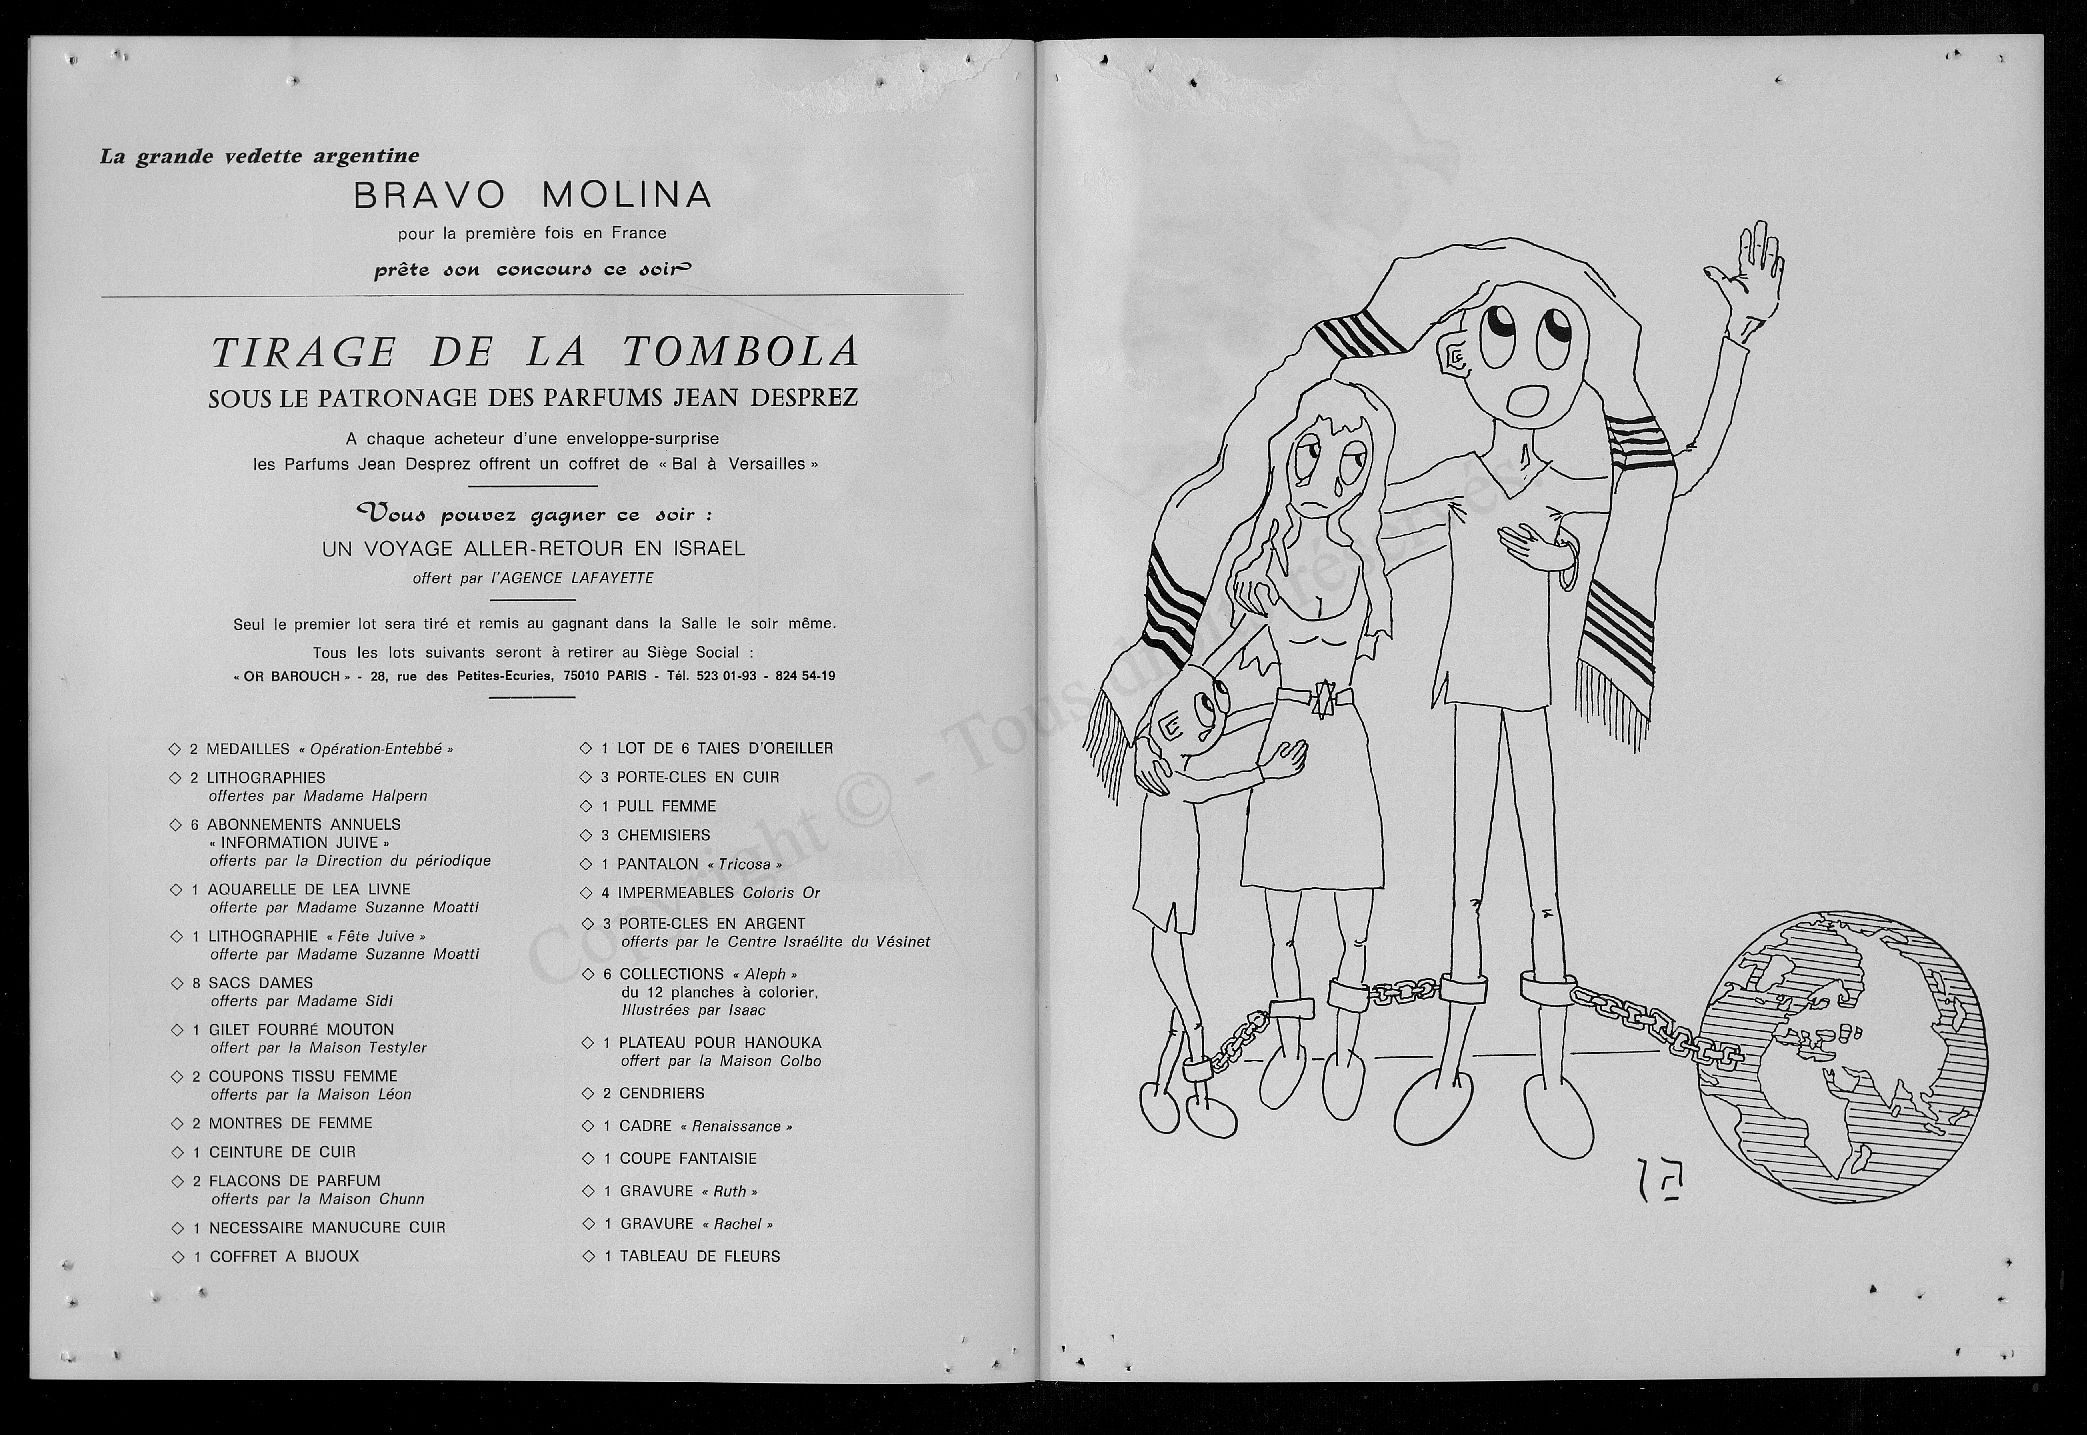 La grande vedette argentine
BRAVO MOLINA
pour la première fois en France
prête son concours ce soir
TIRAGE DE LA TOMBOLA
SOUS LE PATRONAGE DES PARFUMS JEAN DESPREZ
A chaque acheteur d'une enveloppe-surprise
les Parfums Jean Desprez offrent un coffret de « Bal à Versailles »
Vous pouvez gagner ce soir :
UN VOYAGE ALLER-RETOUR EN ISRAEL
offert par l'AGENCE LAFAYETTE
Seul le premier lot sera tiré et remis au gagnant dans la Salle le soir même.
Tous les lots suivants seront à retirer au Siège Social :
« OR BAROUCH » - 28, rue des Petites-Ecuries, 75010 PARIS - Tél. 523 01-93 - 824 54-19
◇ 2 MEDAILLES « Opération-Entebbé »
◇ 2 LITHOGRAPHIES
offertes par Madame Halpern
◇ 6 ABONNEMENTS ANNUELS
« INFORMATION JUIVE »
offerts par la Direction du périodique
◇ 1 AQUARELLE DE LEA LIVNE
offerte par Madame Suzanne Moatti
◇ 1 LITHOGRAPHIE « Fête Juive »
offerte par Madame Suzanne Moatti
◇ 8 SACS DAMES
offerts par Madame Sidi
◇ 1 GILET FOURRÉ MOUTON
offert par la Maison Testyler
◇ 2 COUPONS TISSU FEMME
offerts par la Maison Léon
◇ 2 MONTRES DE FEMME
◇ 1 CEINTURE DE CUIR
◇ 2 FLACONS DE PARFUM
offerts par la Maison Chunn
◇ 1 NECESSAIRE MANUCURE CUIR
◇ 1 COFFRET A BIJOUX
◇ 1 LOT DE 6 TAIES D'OREILLER
◇ 3 PORTE-CLES EN CUIR
◇ 1 PULL FEMME
◇ 3 CHEMISIERS
◇ 1 PANTALON « Tricosa »
◇ 4 IMPERMEABLES Coloris Or
◇ 3 PORTE-CLES EN ARGENT
offerts par le Centre Israélite du Vésinet
◇ 6 COLLECTIONS « Aleph »
du 12 planches à colorier,
Illustrées par Isaac
◇ 1 PLATEAU POUR HANOUKA
offert par la Maison Colbo
◇ 2 CENDRIERS
◇ 1 CADRE « Renaissance »
◇ 1 COUPE FANTAISIE
◇ 1 GRAVURE « Ruth »
◇ 1 GRAVURE « Rachel »
◇ 1 TABLEAU DE FLEURS
Copyright © - Tous droits réservés